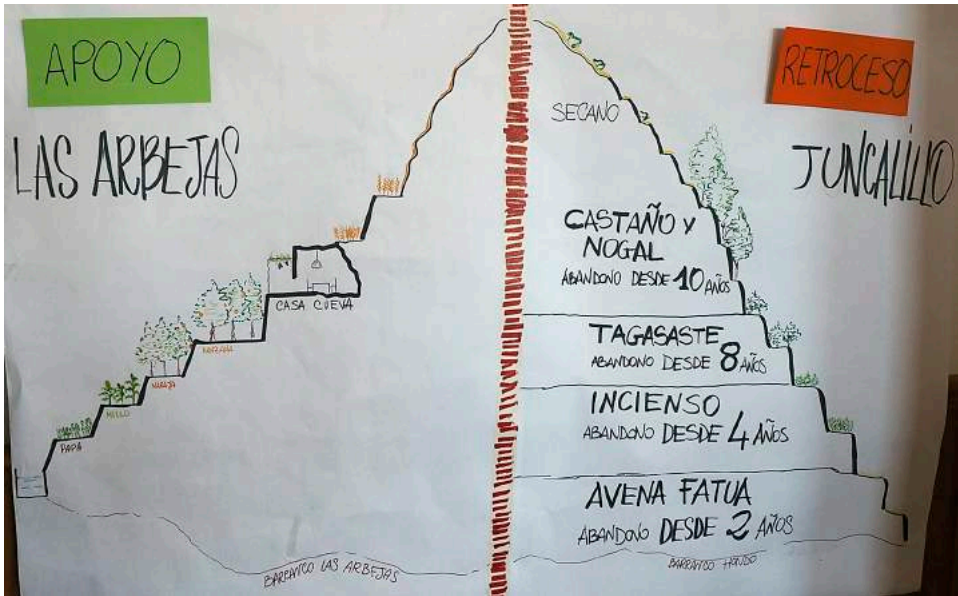 APOYO
LAS ARBEJAS
CASA CUEVA
NARANJA
NARANJA
MILLO
PAPA
BARRANCO LAS ARBEJAS
RETROCESO
JUNCALILLO
SECANO
CASTAÑO Y
NOGAL
ABANDONO DESDE 10 AÑOS
TAGASASTE
ABANDONO DESDE 8 AÑOS
INCIENSO
ABANDONO DESDE 4 AÑOS
AVENA FATUA
ABANDONO DESDE 2 AÑOS
BARRANCO HONDO